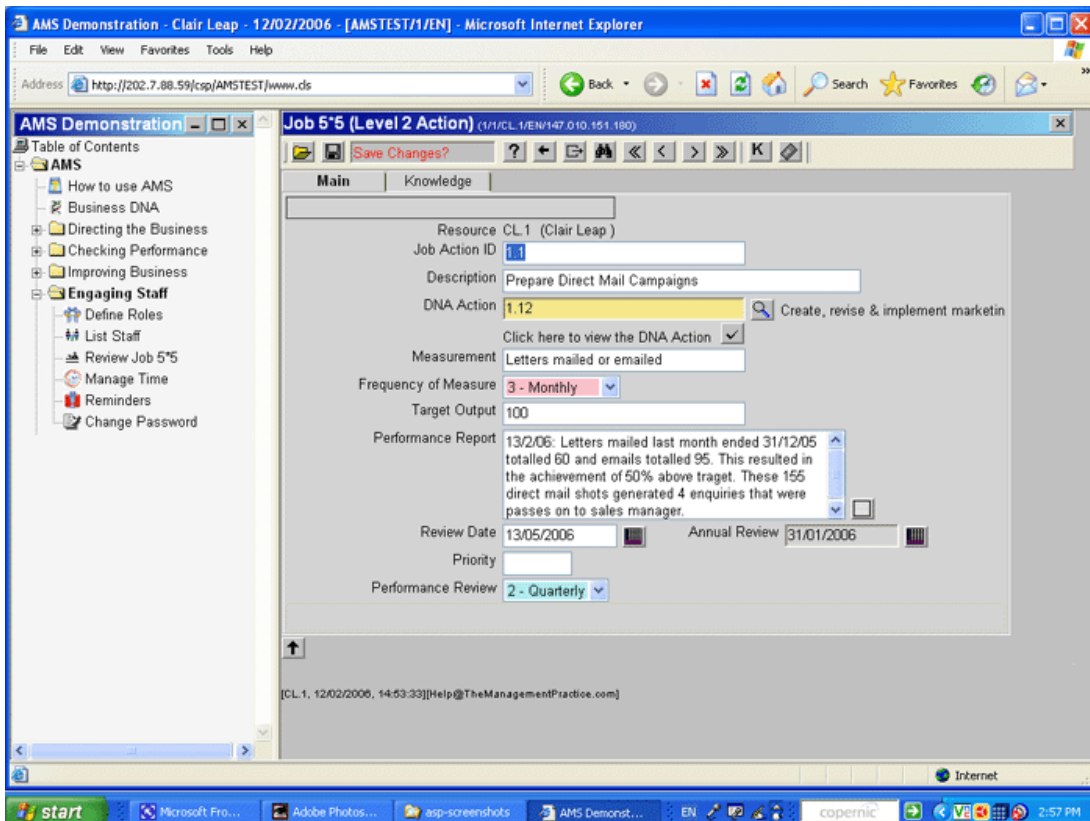 AMS Demonstration - Clair Leap - 12/02/2006 - [AMSTEST/1/EN] - Microsoft Internet Explorer
File Edit View Favorites Tools Help
Address http://202.7.88.59/csp/AMSTEST/www.cls Back Search Favorites
AMS Demonstration
Table of Contents
AMS
How to use AMS
Business DNA
Directing the Business
Checking Performance
Improving Business
Engaging Staff
Define Roles
List Staff
Review Job 5*5
Manage Time
Reminders
Change Password
Job 5*5 (Level 2 Action) (1/1/CL.1/EN/147.010.151.180)
Save Changes? ? K
Main Knowledge
Resource CL.1 (Clair Leap )
Job Action ID 1.1
Description Prepare Direct Mail Campaigns
DNA Action 1.12 Create, revise & implement marketin
Click here to view the DNA Action
Measurement Letters mailed or emailed
Frequency of Measure 3 - Monthly
Target Output 100
Performance Report 13/2/06: Letters mailed last month ended 31/12/05
totalled 60 and emails totalled 95. This resulted in
the achievement of 50% above traget. These 155
direct mail shots generated 4 enquiries that were
passes on to sales manager.
Review Date 13/05/2006 Annual Review 31/01/2006
Priority
Performance Review 2 - Quarterly
[CL.1, 12/02/2006, 14:53:33][Help@TheManagementPractice.com]
Internet
start Microsoft Fro... Adobe Photos... asp-screenshots AMS Demonst... EN copernic 2:57 PM